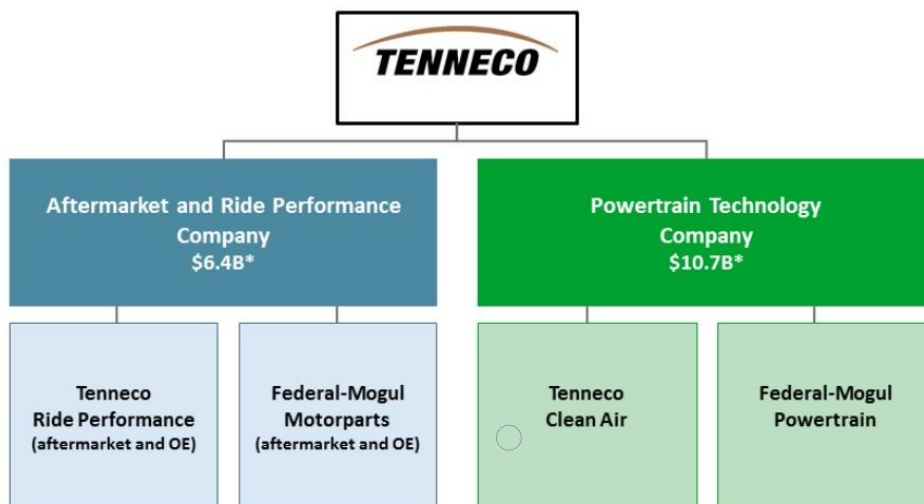 TENNECO
Aftermarket and Ride Performance
Company
$6.4B*
Powertrain Technology
Company
$10.7B*
Tenneco
Ride Performance
(aftermarket and OE)
Federal-Mogul
Motorparts
(aftermarket and OE)
Tenneco
Clean Air
Federal-Mogul
Powertrain